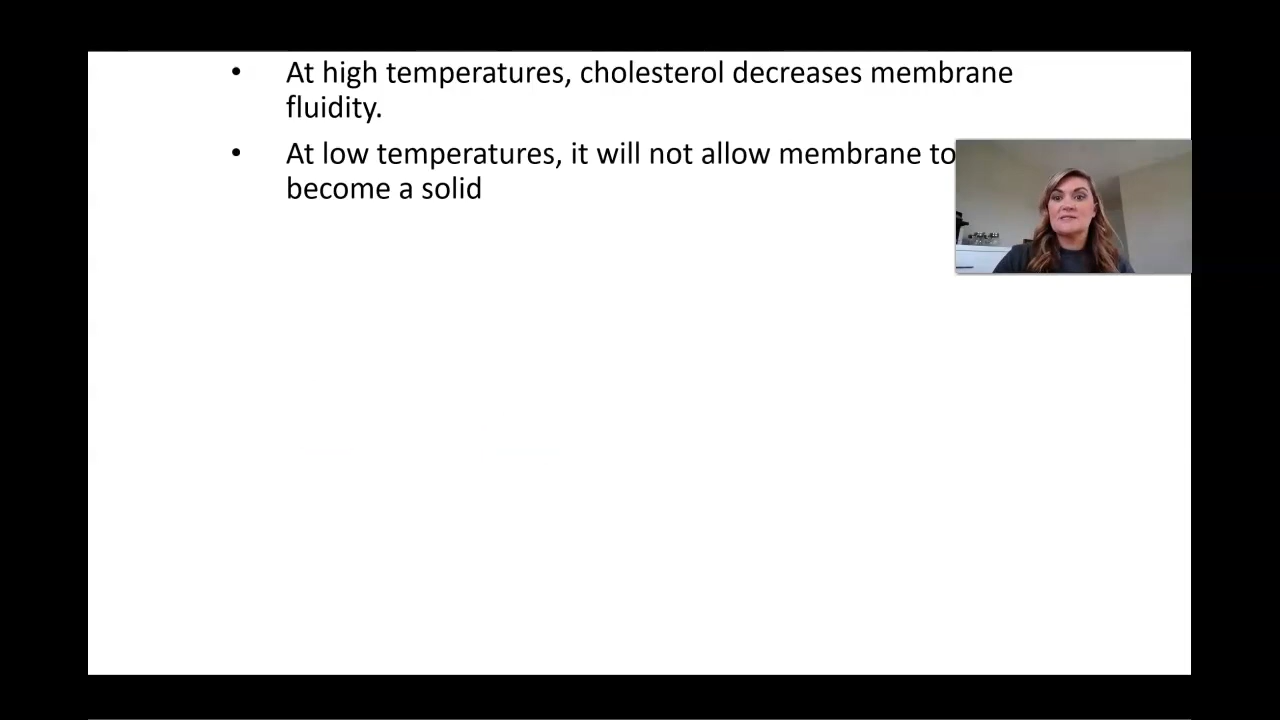 • At high temperatures, cholesterol decreases membrane
fluidity.
• At low temperatures, it will not allow membrane to
become a solid